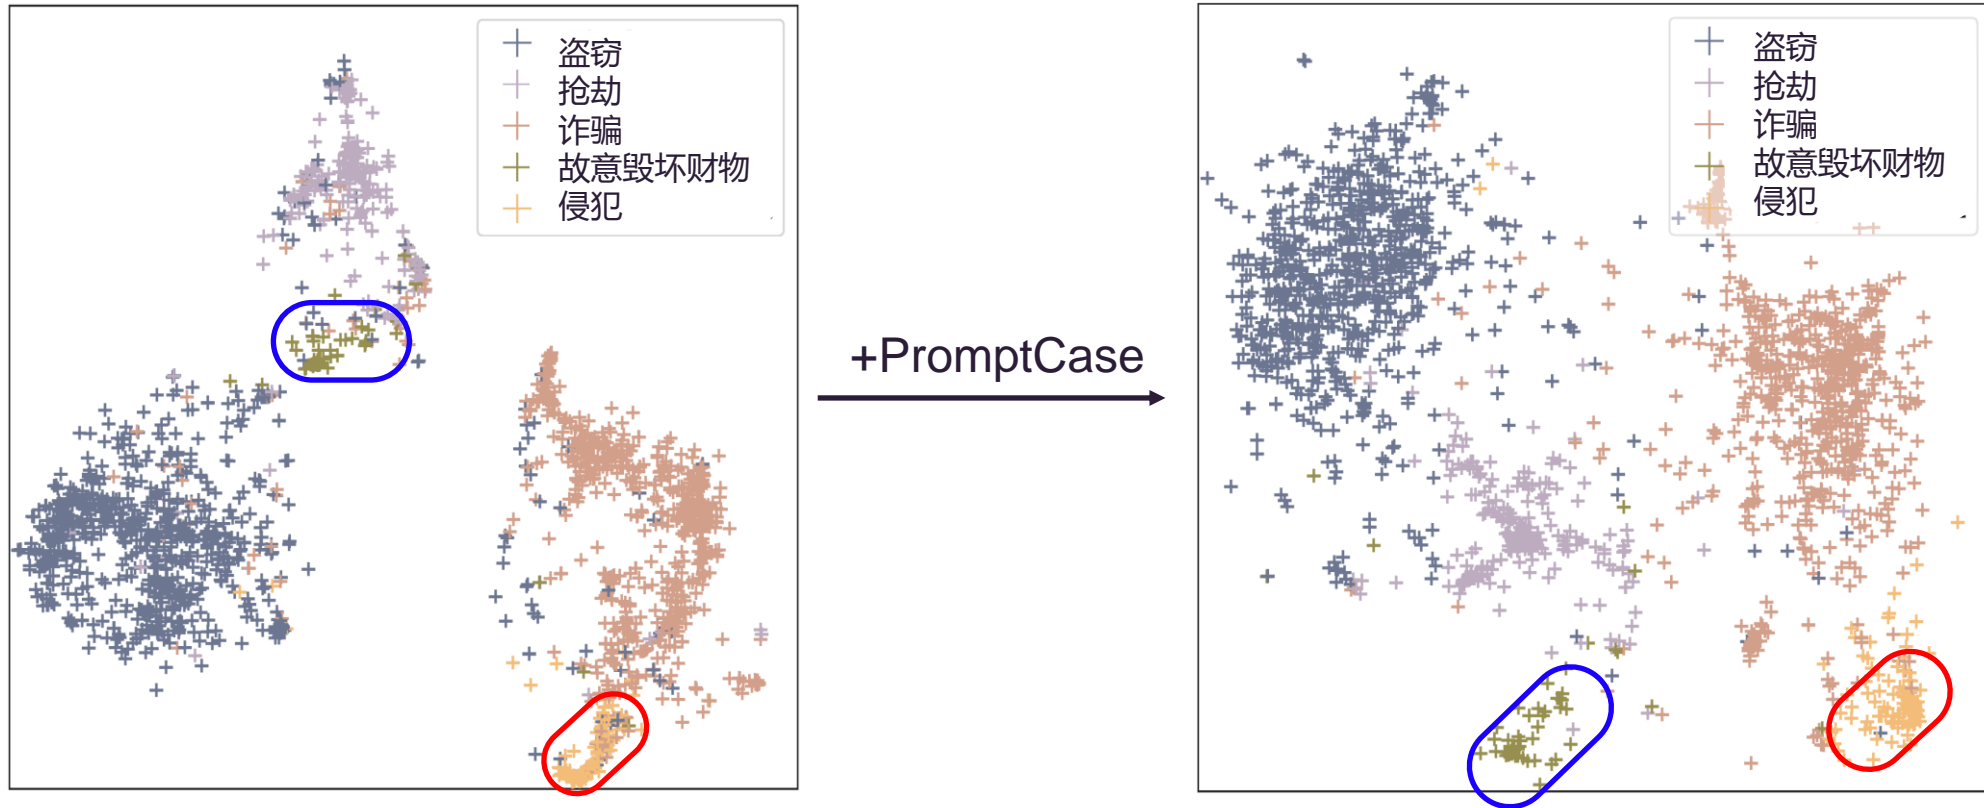 盗窃
抢劫
诈骗
故意毁坏财物
侵犯
+PromptCase
盗窃
抢劫
诈骗
故意毁坏财物
侵犯